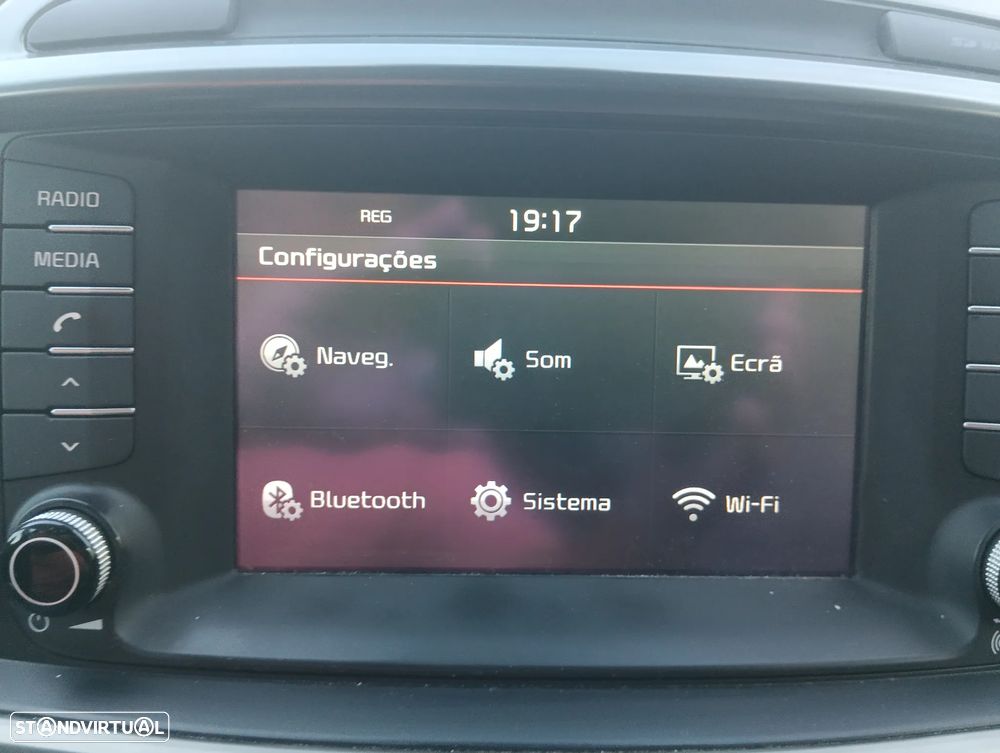 RADIO
MEDIA
REG 19:17
Configurações
Naveg. Som Ecrã
Bluetooth Sistema Wi-Fi
STANDVIRTUAL